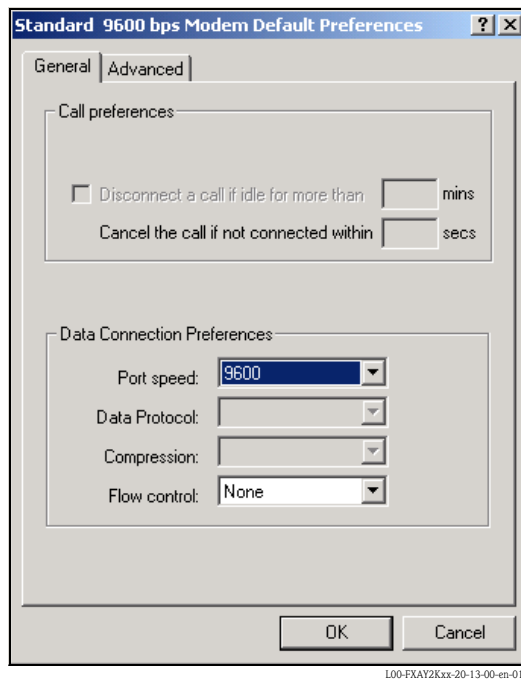 Standard 9600 bps Modem Default Preferences ? X
General Advanced
Call preferences
Disconnect a call if idle for more than mins
Cancel the call if not connected within secs
Data Connection Preferences
Port speed: 9600
Data Protocol:
Compression:
Flow control: None
OK Cancel
L00-FXAY2Kxx-20-13-00-en-01